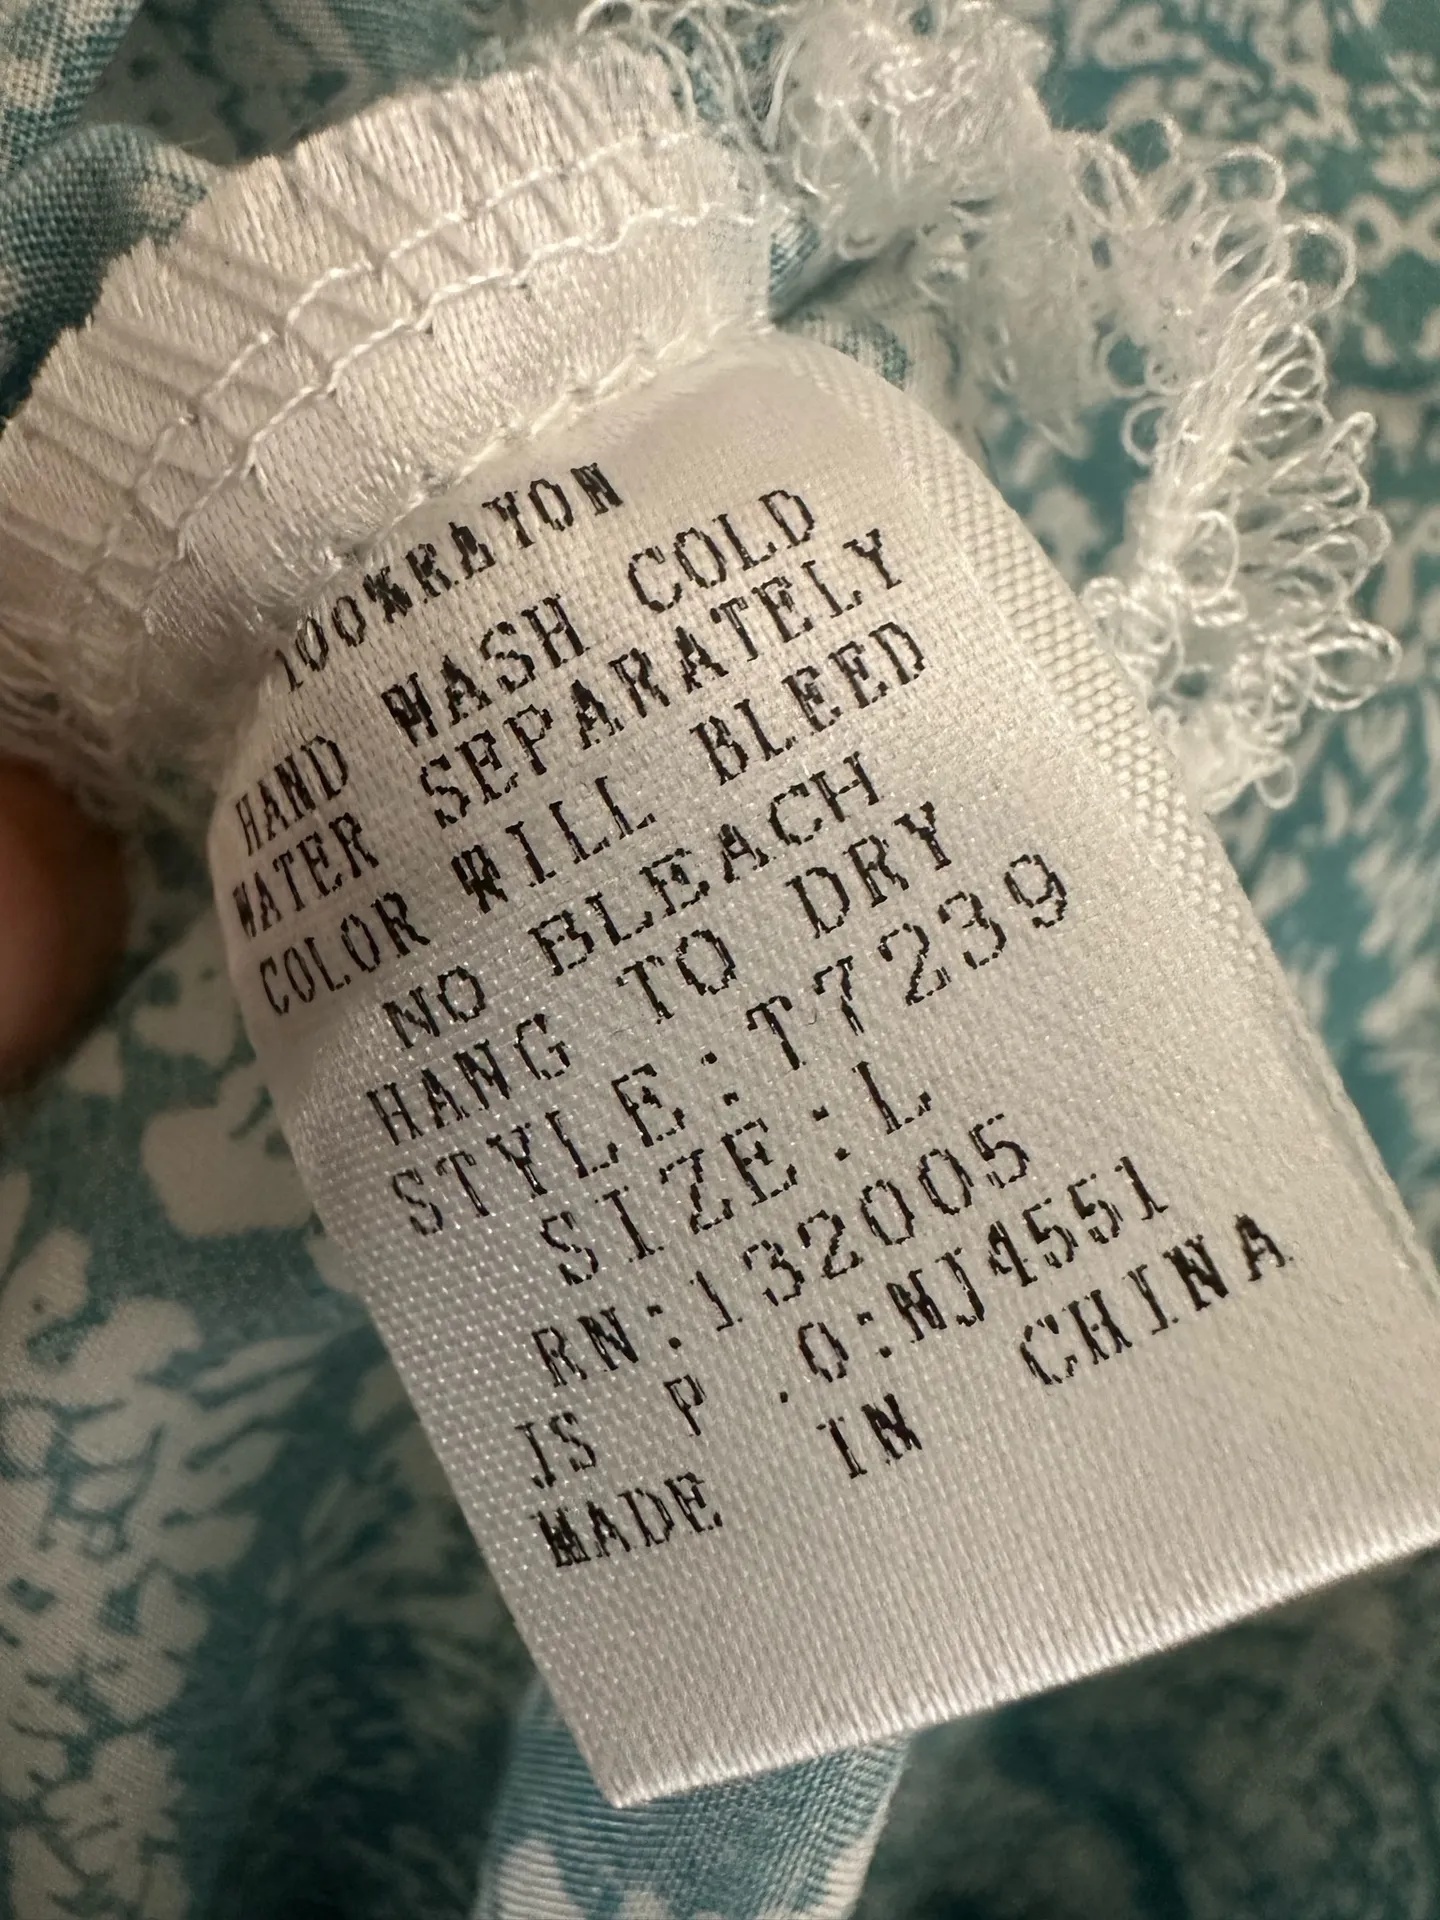 100%RAYON
HAND WASH COLD
WATER SEPARATELY
COLOR WILL BLEED
NO BLEACH
HANG TO DRY
STYLE:T7239
SIZE:L
RN:132005
JS P.O:NJ4551
MADE IN CHINA